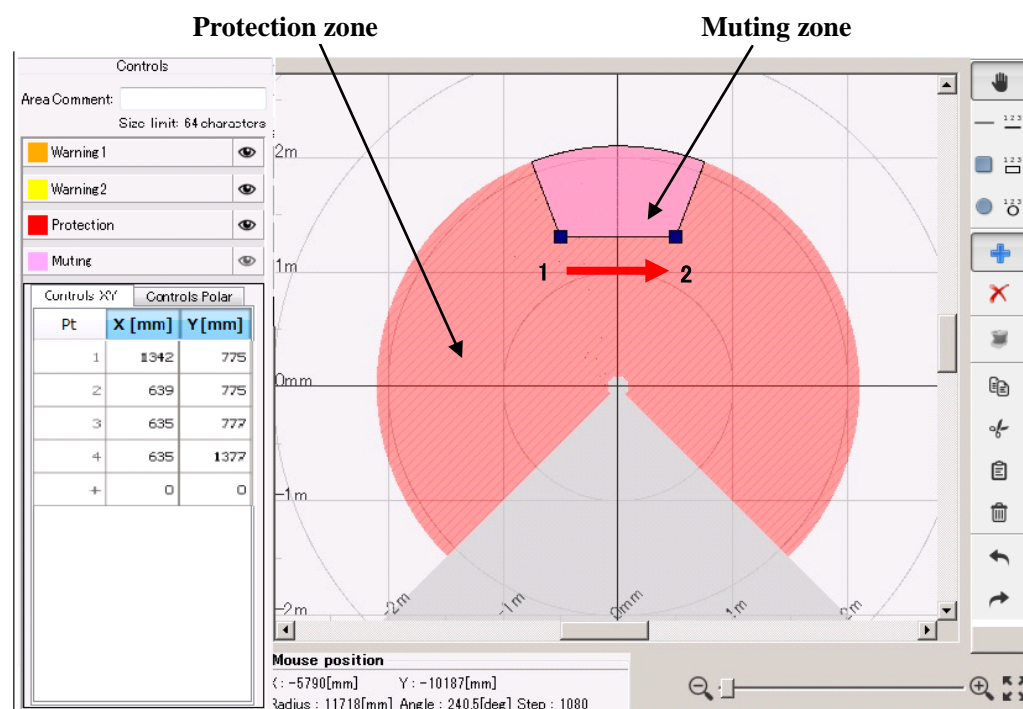 Protection zone
Muting zone
Controls
Area Comment:
Size limit: 64 characters
Warning 1
Warning 2
Protection
Muting
Controls XY
Controls Polar
Pt X [mm] Y [mm]
1 1342 775
2 639 775
3 635 777
4 635 1377
+ 0 0
2m
1m
0mm
-1m
-2m
-2m
-1m
0mm
1m
2m
1
2
123
123
123
Mouse position
X : -5790[mm] Y : -10187[mm]
Radius : 11718[mm] Angle : 240.5[deg] Step : 1080